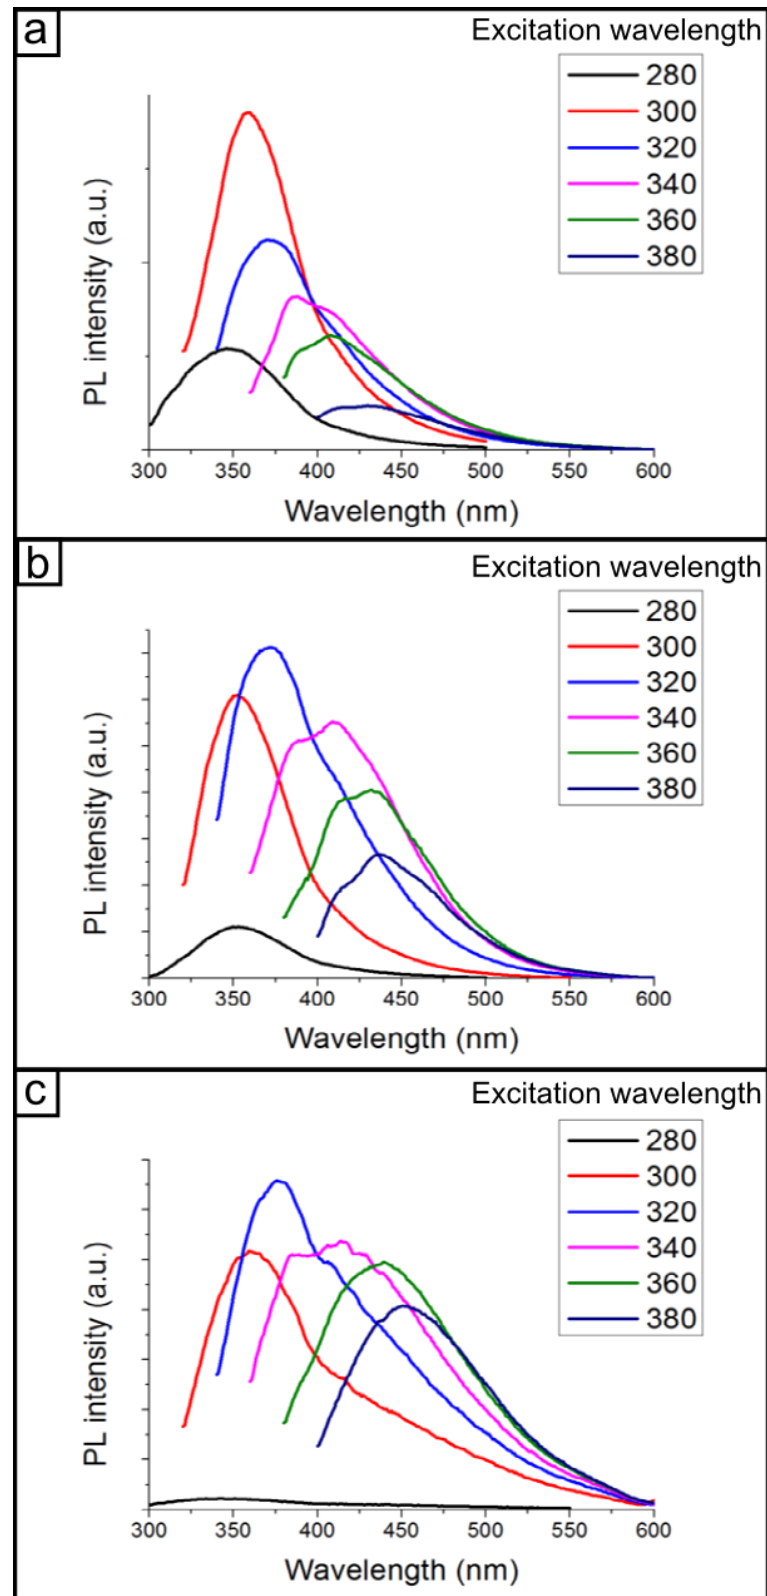 a
Excitation wavelength
280
300
320
340
360
380
PL intensity (a.u.)
300 350 400 450 500 550 600
Wavelength (nm)
b
Excitation wavelength
280
300
320
340
360
380
PL intensity (a.u.)
300 350 400 450 500 550 600
Wavelength (nm)
c
Excitation wavelength
280
300
320
340
360
380
PL intensity (a.u.)
300 350 400 450 500 550 600
Wavelength (nm)